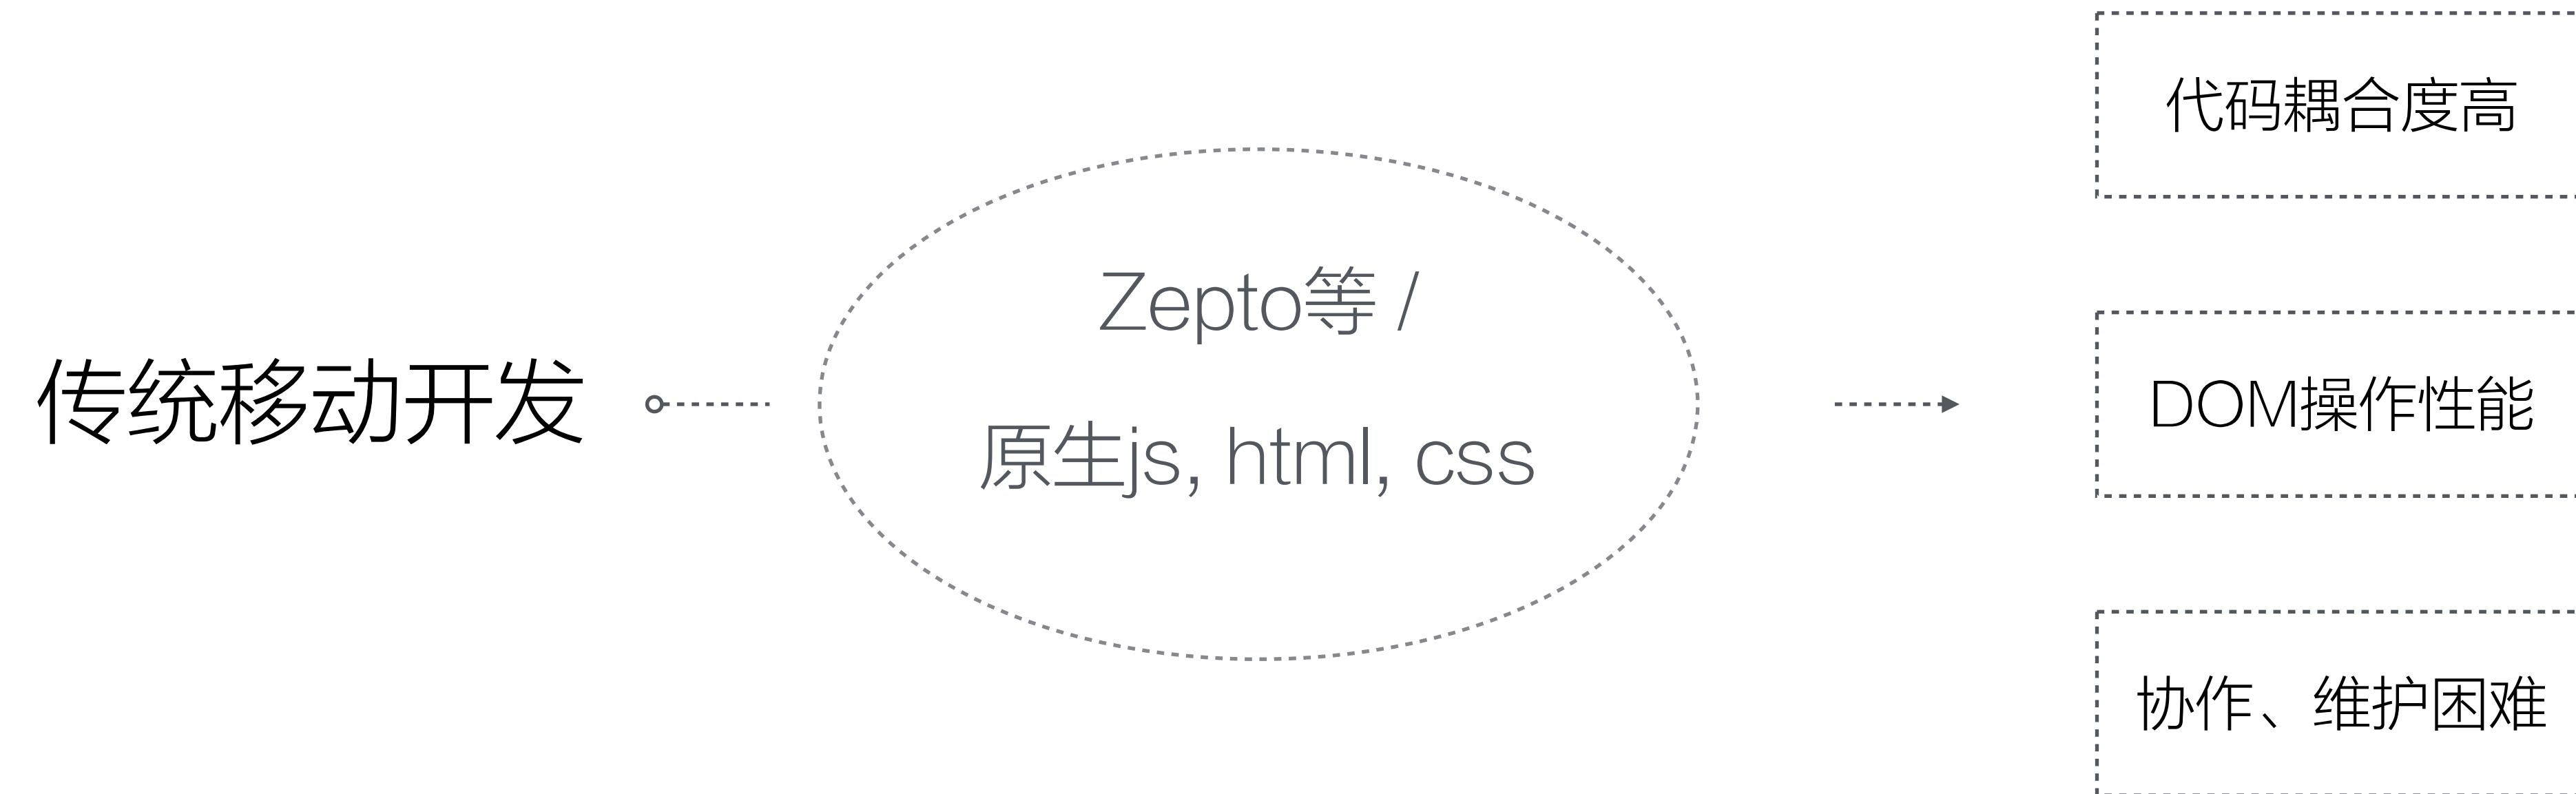 传统移动开发
Zepto等 /
原生js, html, css
代码耦合度高
DOM操作性能
协作、维护困难